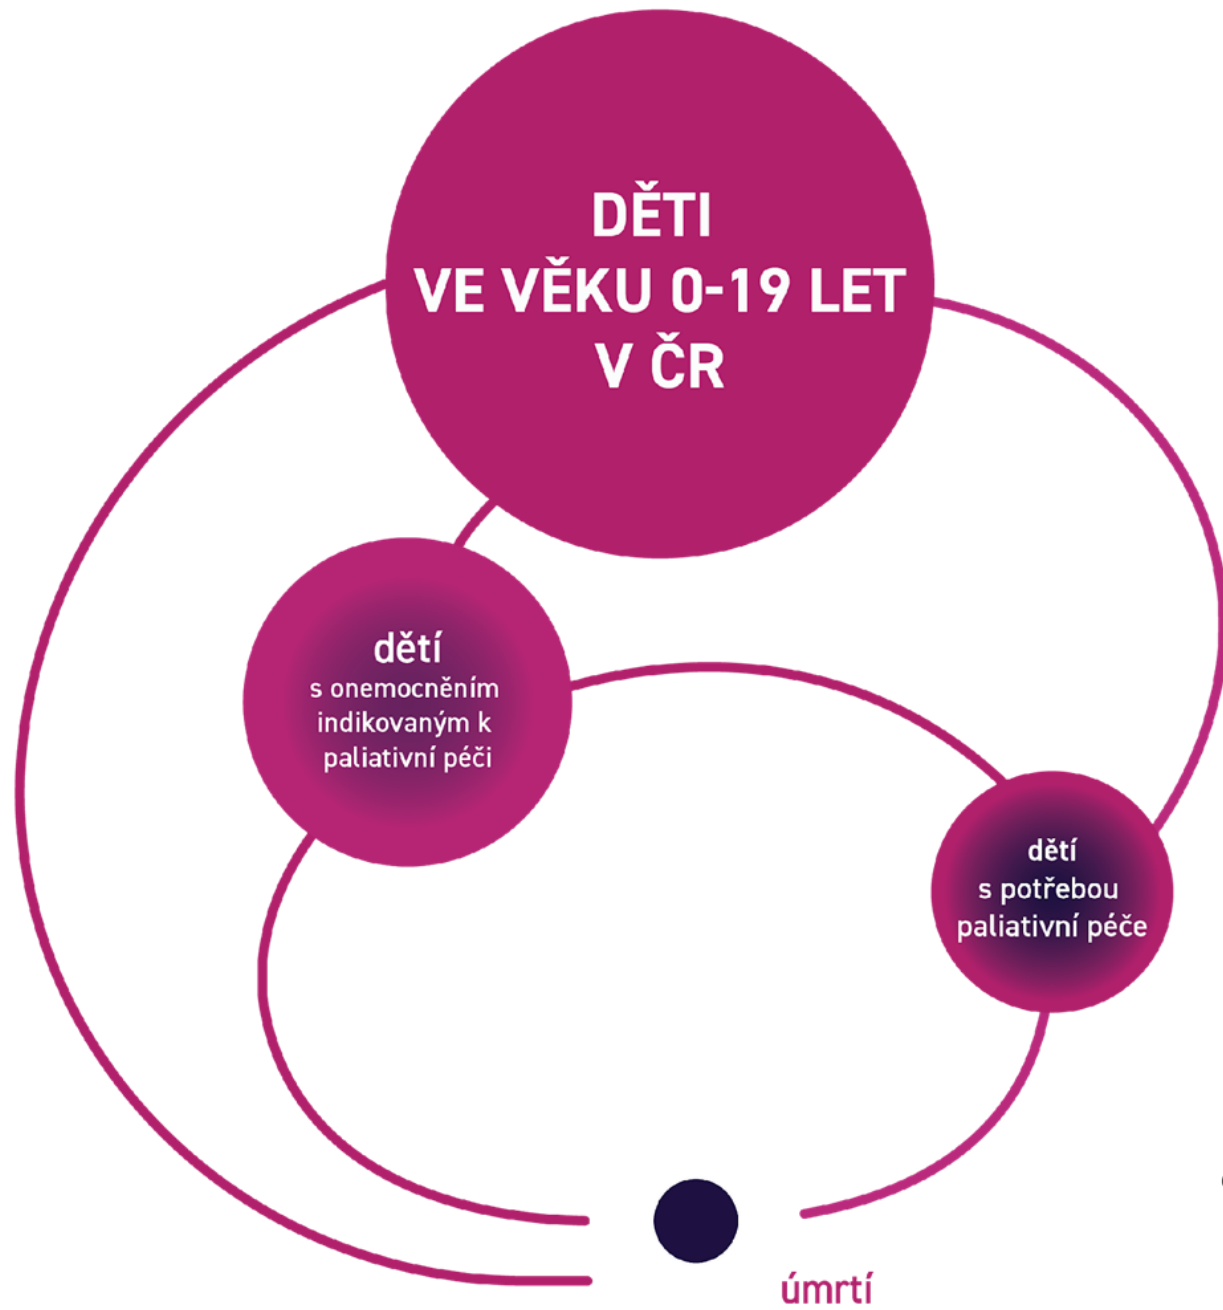 DĚTI
VE VĚKU 0-19 LET
V ČR
dětí
s onemocněním
indikovaným k
paliativní péči
dětí
s potřebou
paliativní péče
úmrtí